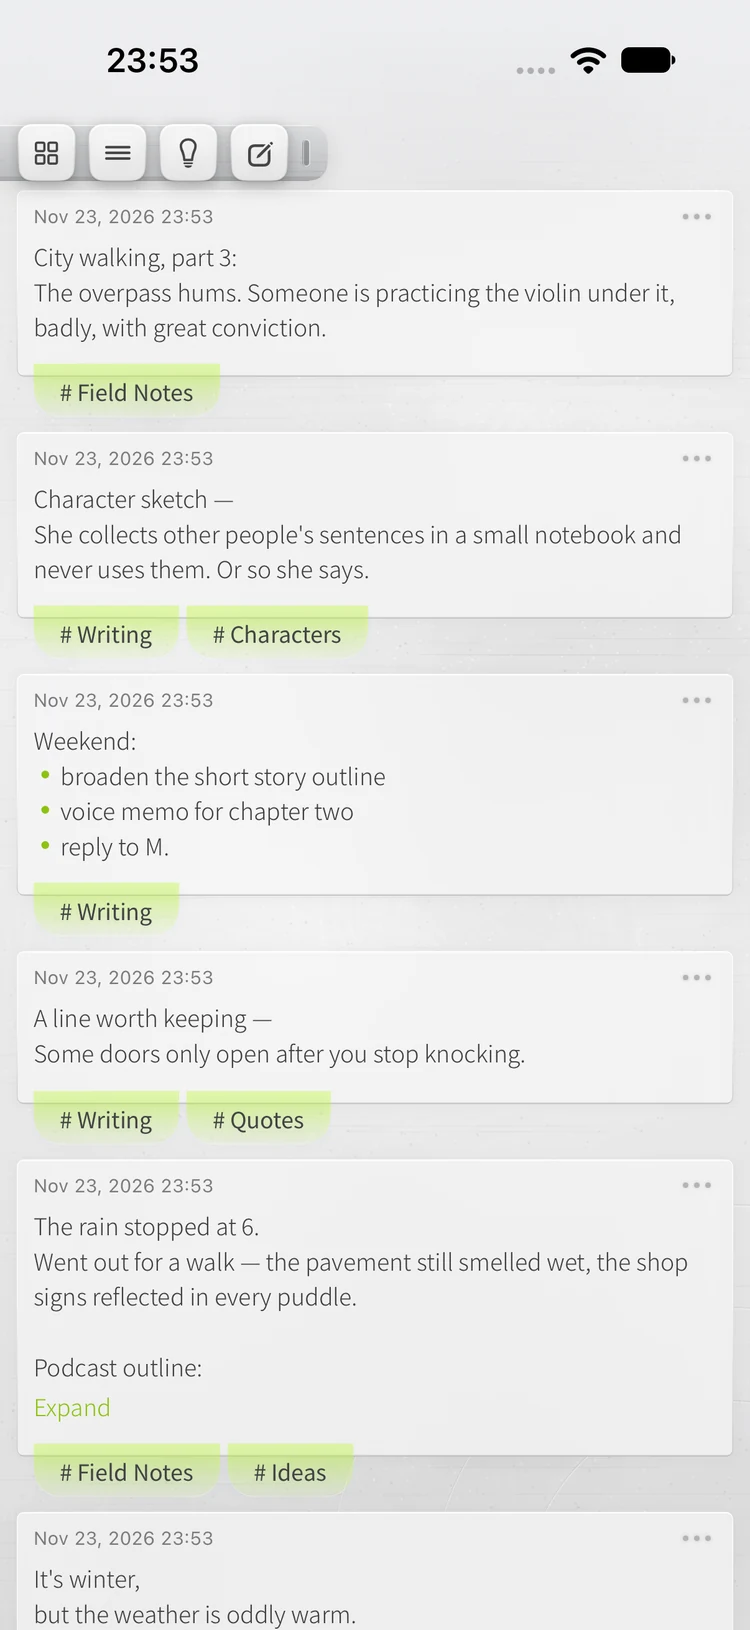 23:53
Nov 23, 2026 23:53
City walking, part 3:
The overpass hums. Someone is practicing the violin under it,
badly, with great conviction.
# Field Notes
Nov 23, 2026 23:53
Character sketch —
She collects other people's sentences in a small notebook and
never uses them. Or so she says.
# Writing # Characters
Nov 23, 2026 23:53
Weekend:
• broaden the short story outline
• voice memo for chapter two
• reply to M.
# Writing
Nov 23, 2026 23:53
A line worth keeping —
Some doors only open after you stop knocking.
# Writing # Quotes
Nov 23, 2026 23:53
The rain stopped at 6.
Went out for a walk — the pavement still smelled wet, the shop
signs reflected in every puddle.
Podcast outline:
Expand
# Field Notes # Ideas
Nov 23, 2026 23:53
It's winter,
but the weather is oddly warm.